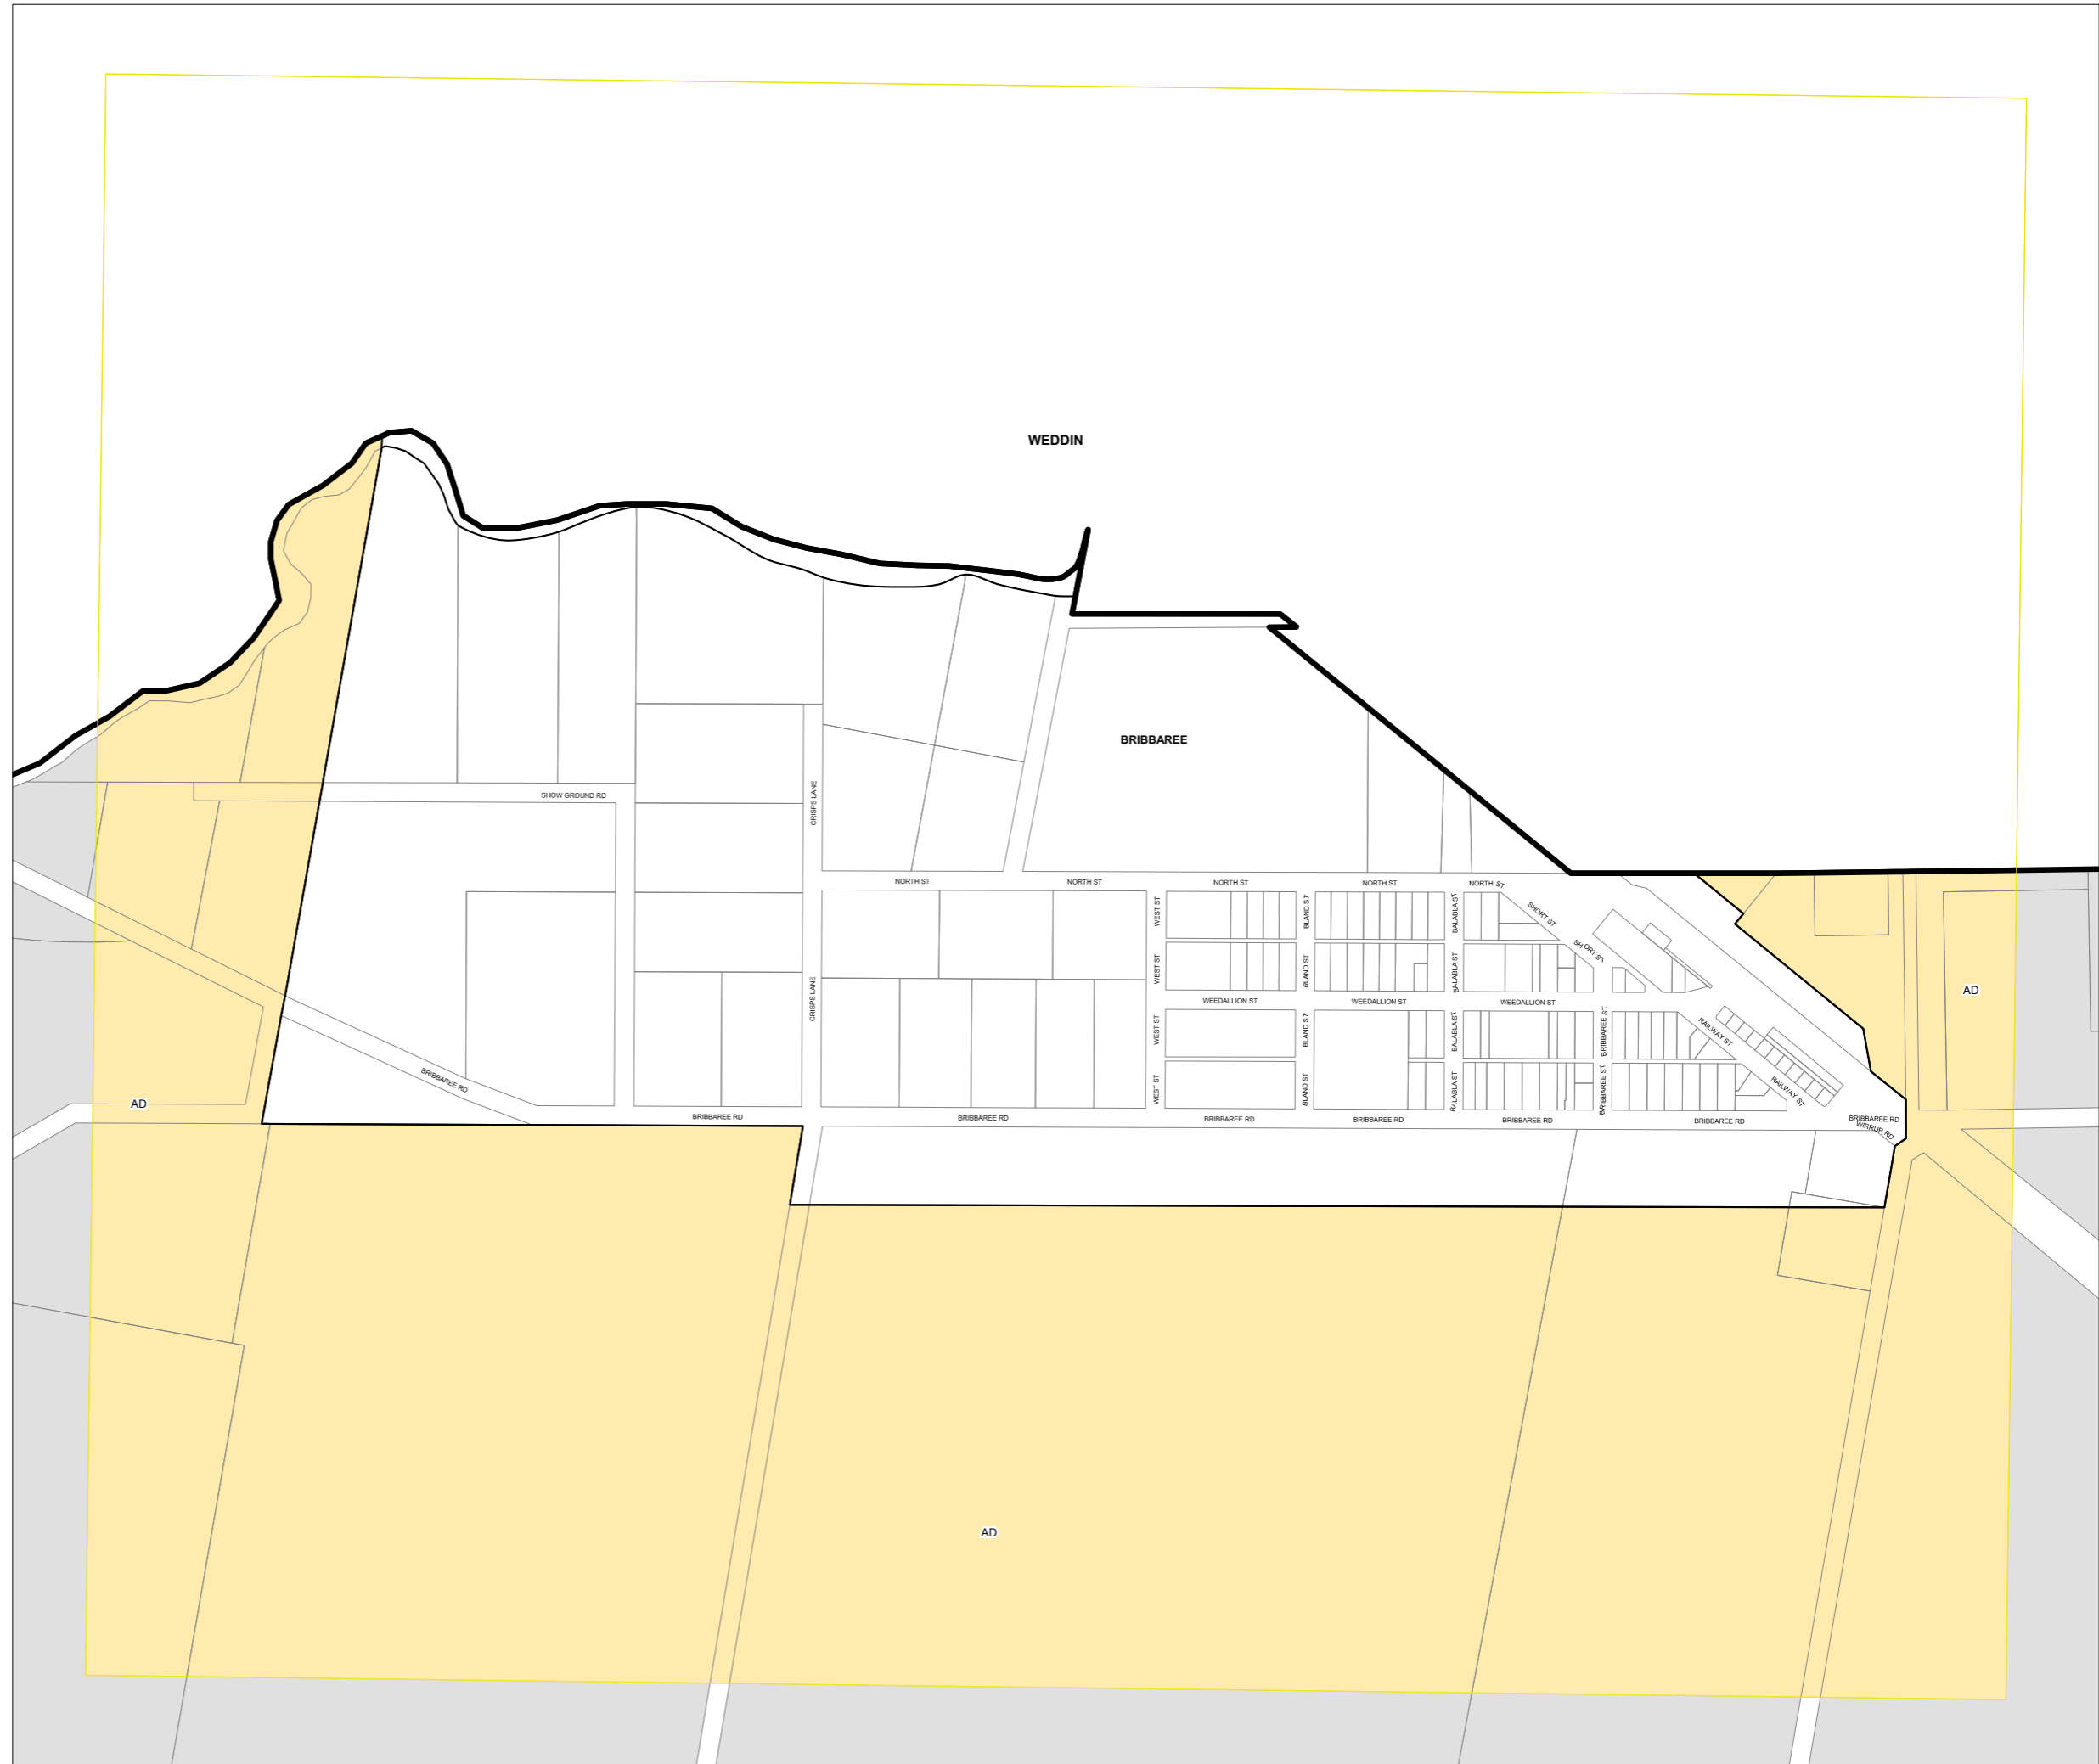 WEDDIN
BRIBBAREE
SHOW GROUND RD
CRISPS LANE
NORTH ST
NORTH ST
NORTH ST
NORTH ST
NORTH ST
WEST ST
BLAND ST
BALABLA ST
SHORT ST
SHORT ST
WEST ST
BLAND ST
BALABLA ST
CRISPS LANE
AD
WEEDALLION ST
WEEDALLION ST
WEEDALLION ST
WEST ST
BLAND ST
BALABLA ST
BRIBBAREE ST
RAILWAY ST
BRIBBAREE RD
WEST ST
BLAND ST
BALABLA ST
BRIBBAREE ST
RAILWAY ST
AD
BRIBBAREE RD
BRIBBAREE RD
BRIBBAREE RD
BRIBBAREE RD
BRIBBAREE RD
BRIBBAREE RD
BRIBBAREE RD
WIRRUP RD
AD